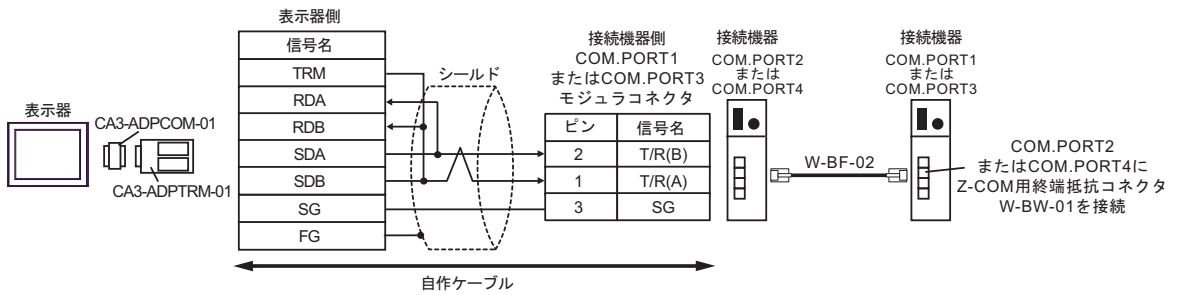 表示器
CA3-ADPCOM-01
CA3-ADPTRM-01
表示器側
信号名
TRM
RDA
RDB
SDA
SDB
SG
FG
シールド
自作ケーブル
接続機器側
COM.PORT1
またはCOM.PORT3
モジュラコネクタ
ピン 信号名
2 T/R(B)
1 T/R(A)
3 SG
接続機器
COM.PORT2
または
COM.PORT4
W-BF-02
接続機器
COM.PORT1
または
COM.PORT3
COM.PORT2
またはCOM.PORT4に
Z-COM用終端抵抗コネクタ
W-BW-01を接続